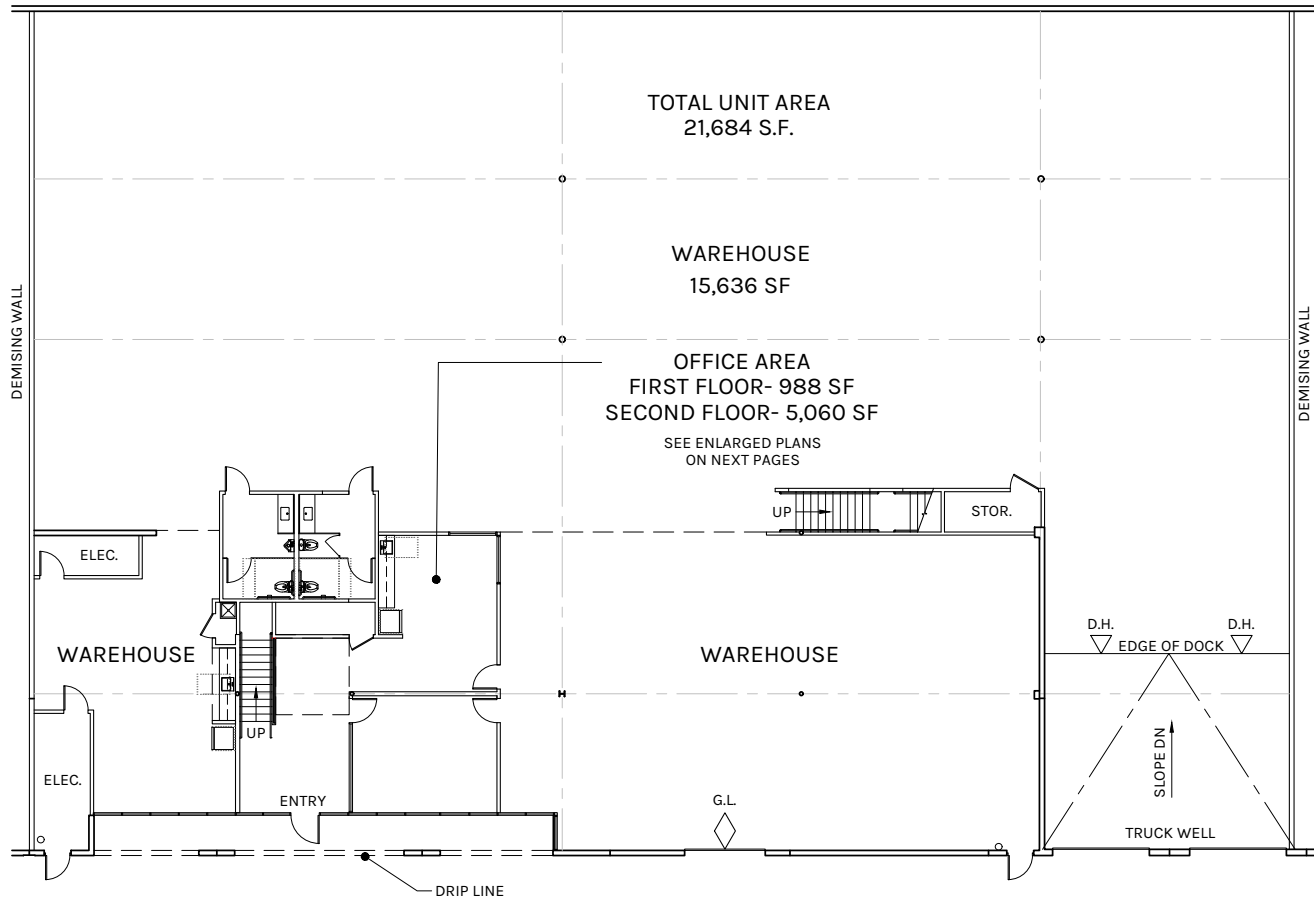 TOTAL UNIT AREA
21,684 S.F.
WAREHOUSE
15,636 SF
DEMISING WALL
DEMISING WALL
OFFICE AREA
FIRST FLOOR- 988 SF
SECOND FLOOR- 5,060 SF
SEE ENLARGED PLANS
ON NEXT PAGES
UP
STOR.
ELEC.
D.H.
D.H.
EDGE OF DOCK
WAREHOUSE
WAREHOUSE
UP
SLOPE DN
ELEC.
ENTRY
G.L.
TRUCK WELL
DRIP LINE